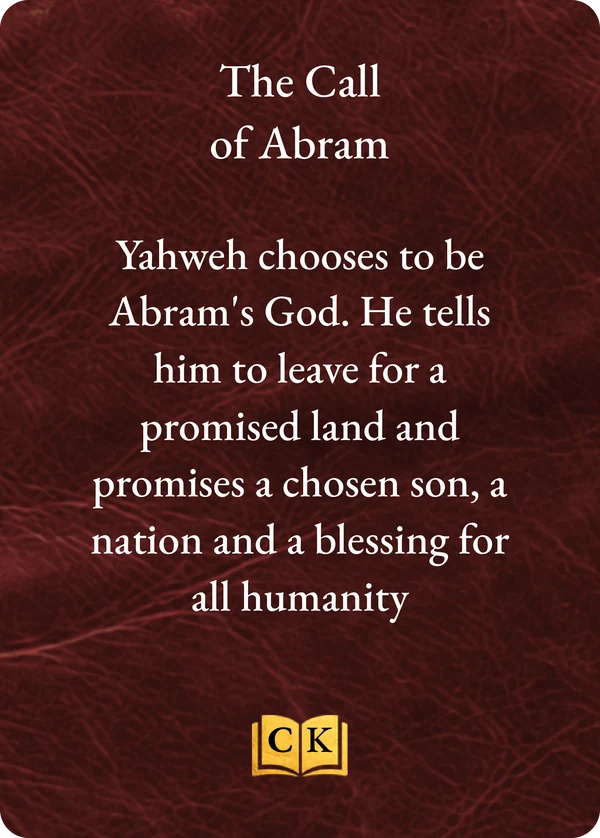 The Call
of Abram
Yahweh chooses to be
Abram's God. He tells
him to leave for a
promised land and
promises a chosen son, a
nation and a blessing for
all humanity
C K